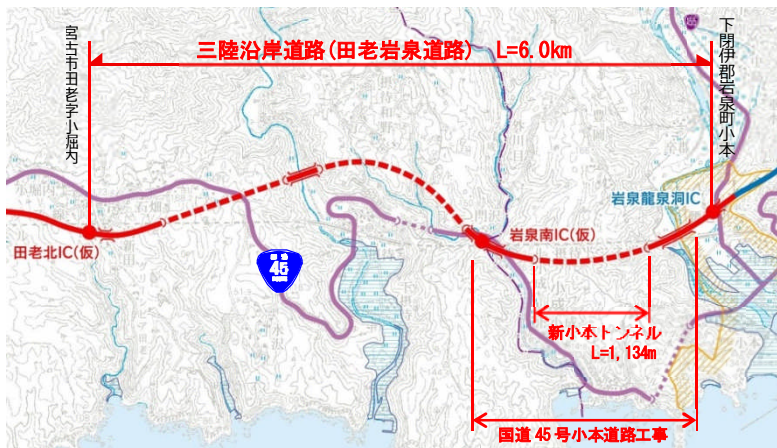 三陸沿岸道路(田老岩泉道路) L=6.0km
宮古市田老字小堀内
下閉伊郡岩泉町小本
岩泉龍泉洞IC
田老北IC(仮)
岩泉南IC(仮)
45
新小本トンネル
L=1,134m
国道45号小本道路工事